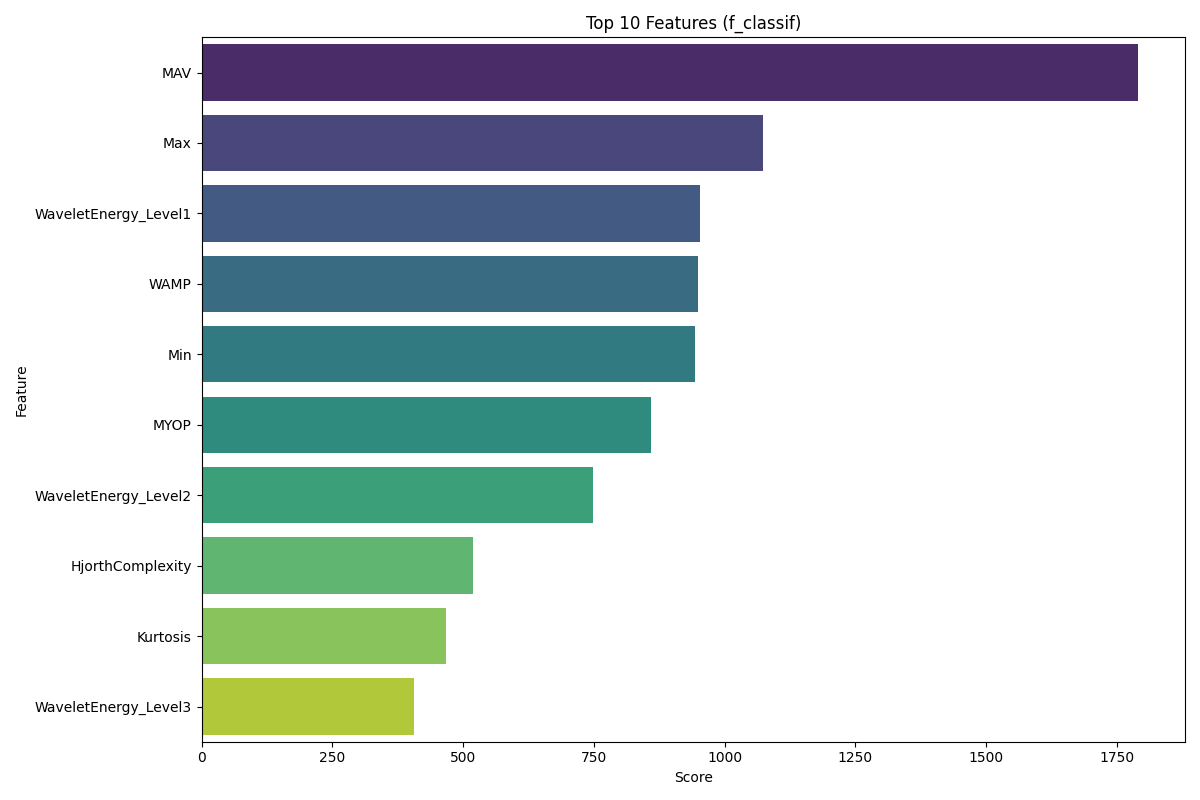 Top 10 Features (f_classif)
Feature
MAV
Max
WaveletEnergy_Level1
WAMP
Min
MYOP
WaveletEnergy_Level2
HjorthComplexity
Kurtosis
WaveletEnergy_Level3
0 250 500 750 1000 1250 1500 1750
Score